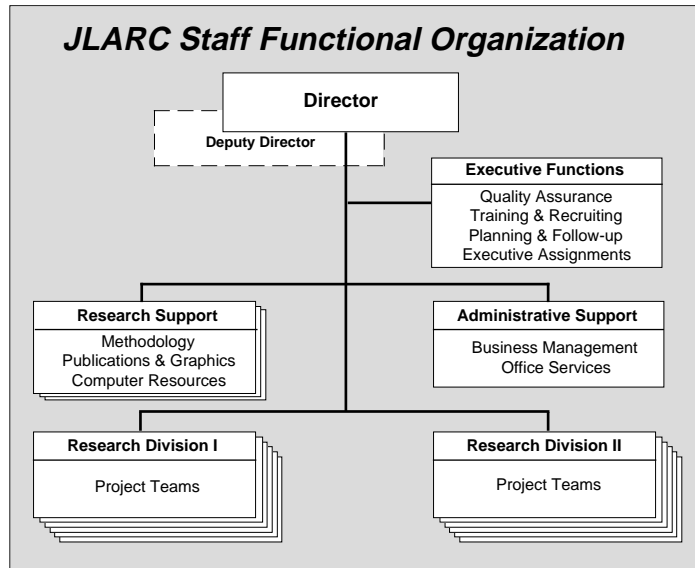 JLARC Staff Functional Organization
Director
Deputy Director
Executive Functions
Quality Assurance
Training & Recruiting
Planning & Follow-up
Executive Assignments
Research Support
Methodology
Publications & Graphics
Computer Resources
Administrative Support
Business Management
Office Services
Research Division I
Project Teams
Research Division II
Project Teams